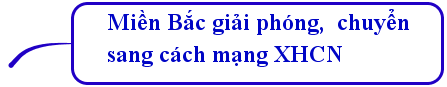 Miền Bắc giải phóng, chuyển
sang cách mạng XHCN